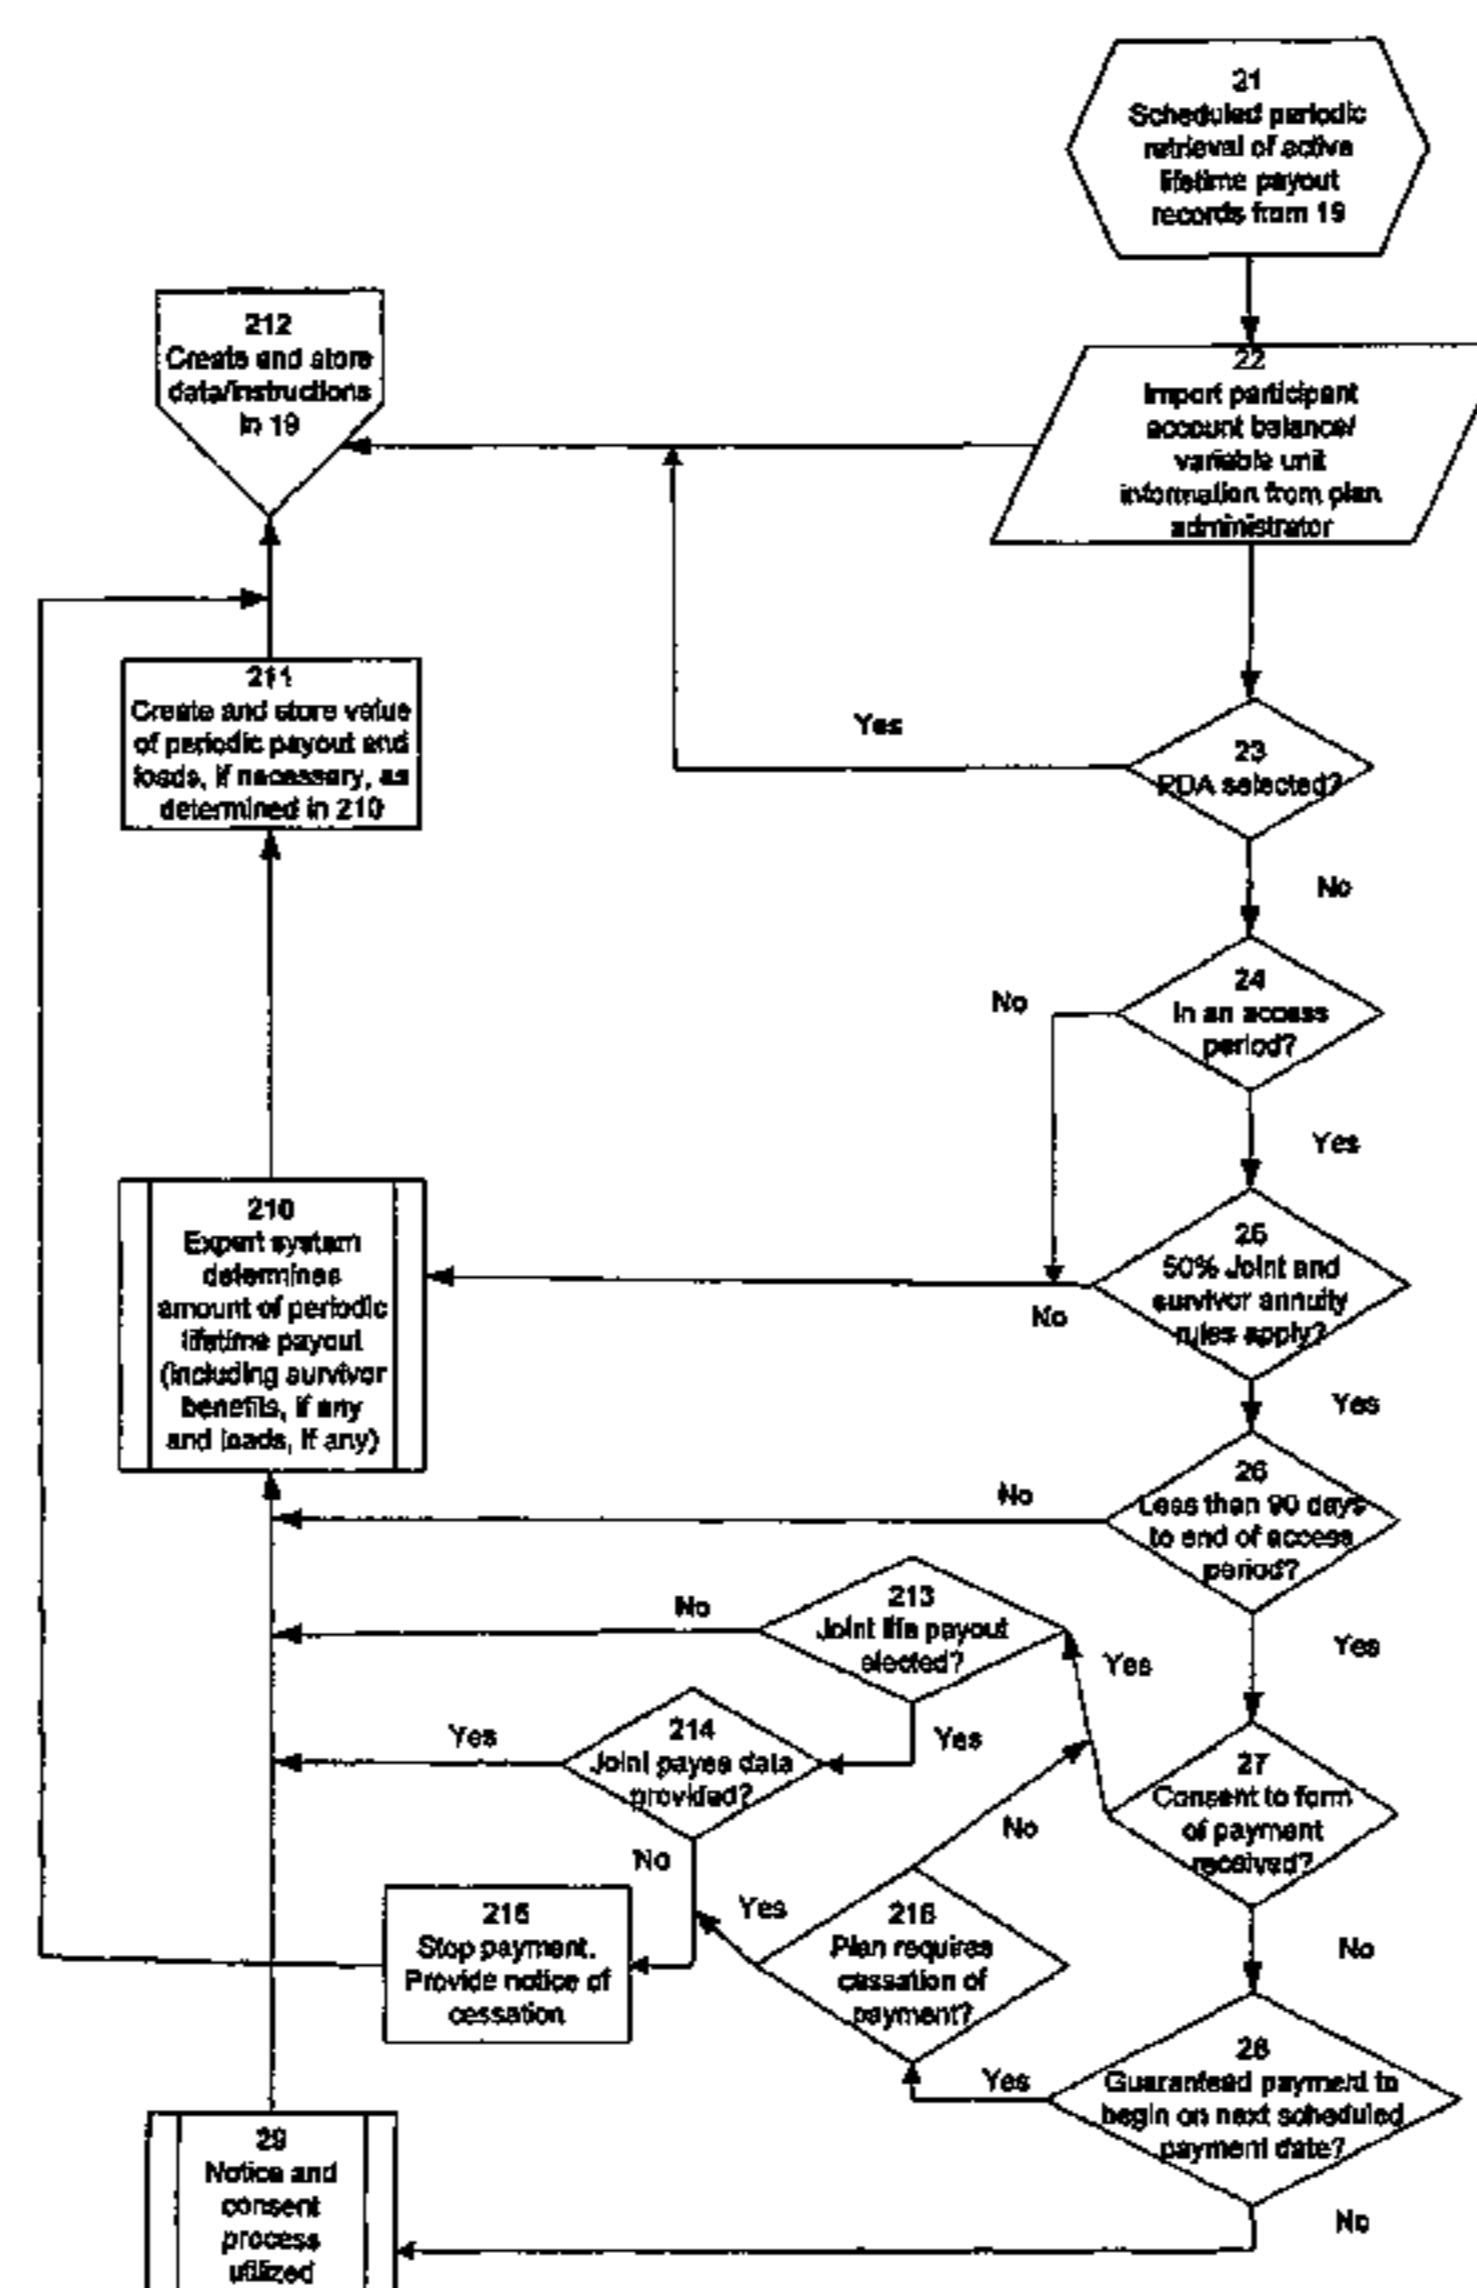 21
Scheduled periodic
retrieval of active
lifetime payout
records from 19
212
Create and store
data/instructions
in 19
22
Import participant
account balance/
variable unit
information from plan
administrator
211
Create and store value
of periodic payout and
loads, if necessary, as
determined in 210
Yes
23
PDA selected?
No
24
In an access
period?
No
Yes
210
Expert system
determines
amount of periodic
lifetime payout
(including survivor
benefits, if any
and loads, if any)
25
50% Joint and
survivor annuity
rules apply?
No
Yes
26
Less than 90 days
to end of access
period?
No
Yes
213
Joint life payout
elected?
No
Yes
Yes
214
Joint payee data
provided?
Yes
No
27
Consent to form
of payment
received?
No
No
215
Stop payment.
Provide notice of
cessation
Yes
216
Plan requires
cessation of
payment?
28
Guaranteed payment to
begin on next scheduled
payment date?
Yes
No
29
Notice and
consent
process
utilized